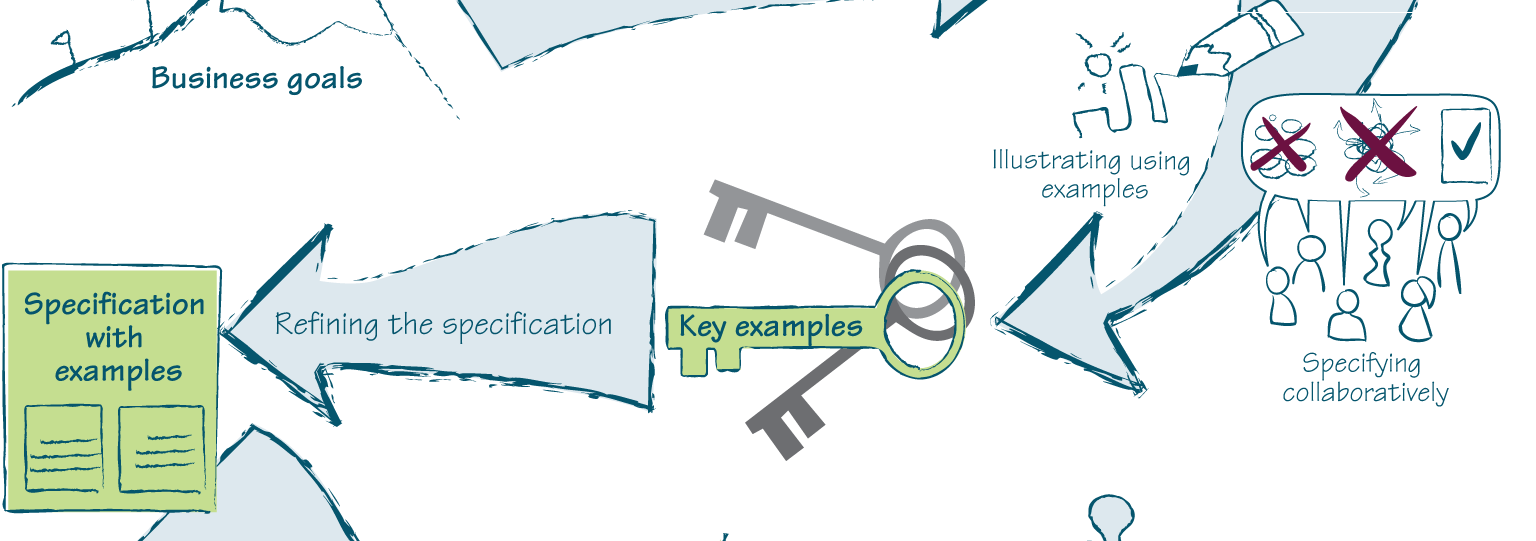 Business goals
Illustrating using
examples
Specification
with
examples
Refining the specification
Key examples
Specifying
collaboratively